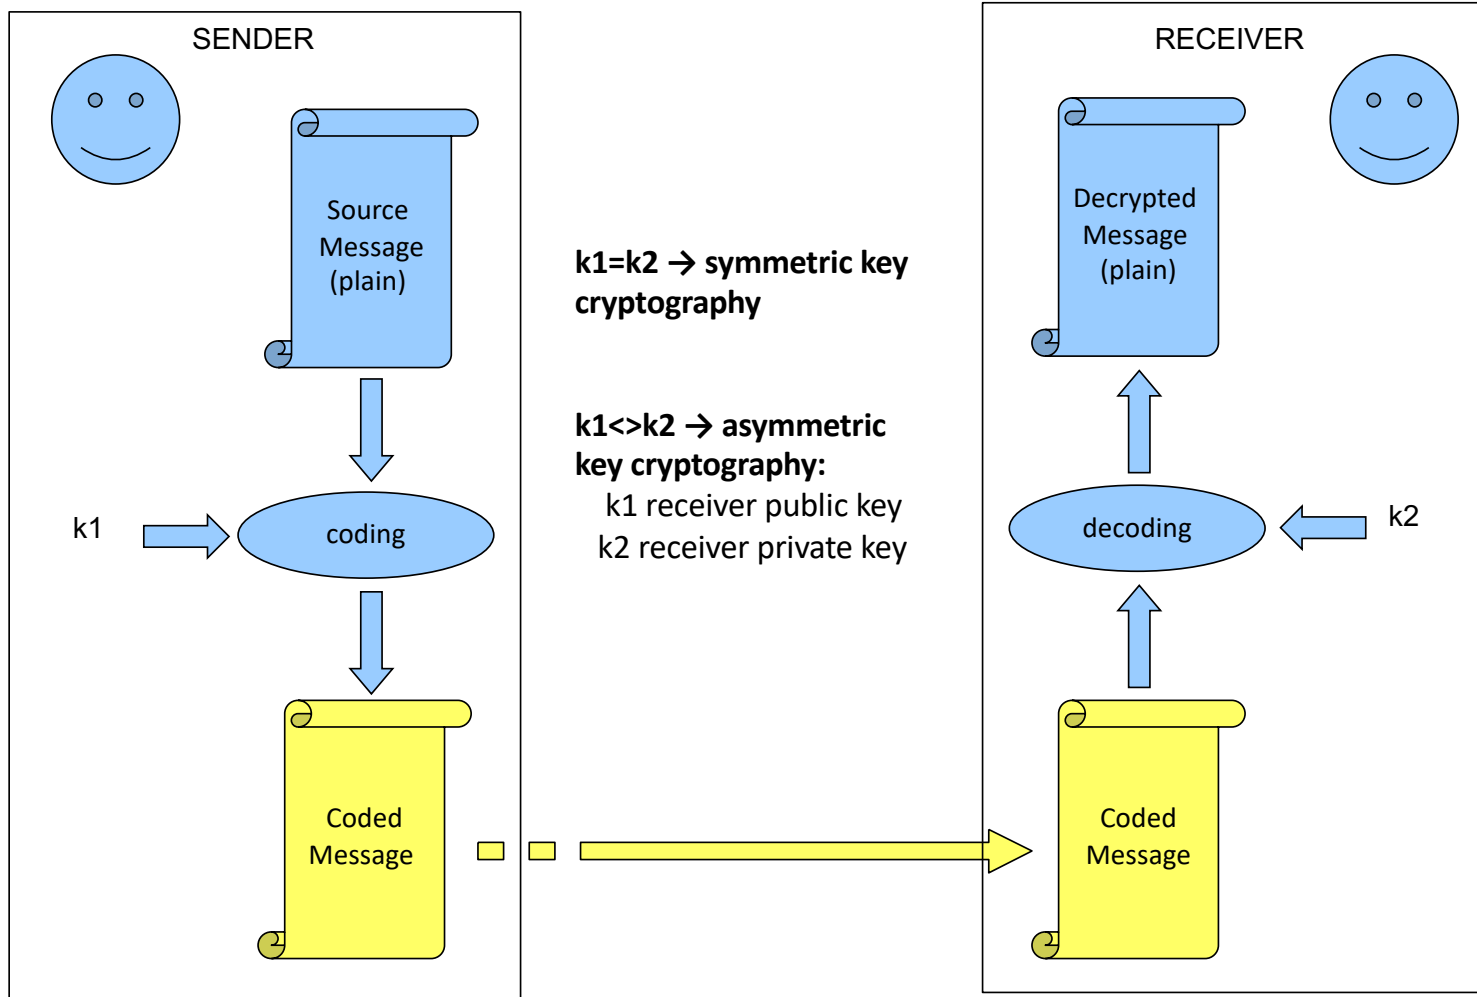 SENDER
Source
Message
(plain)
k1
coding
Coded
Message
k1=k2 → symmetric key
cryptography
k1<>k2 → asymmetric
key cryptography:
k1 receiver public key
k2 receiver private key
RECEIVER
Decrypted
Message
(plain)
decoding
k2
Coded
Message